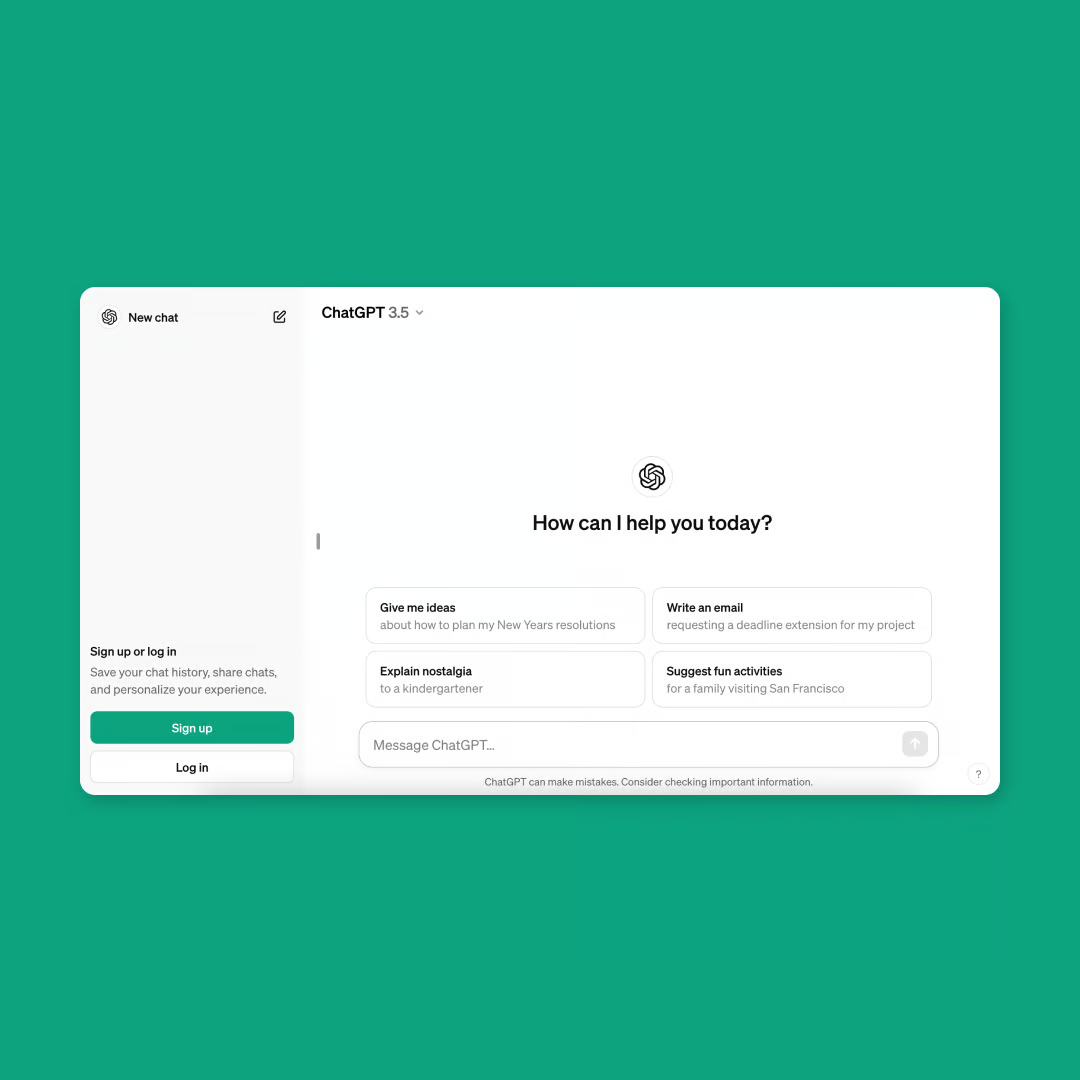 New chat
ChatGPT 3.5
How can I help you today?
Give me ideas
about how to plan my New Years resolutions
Write an email
requesting a deadline extension for my project
Explain nostalgia
to a kindergartener
Suggest fun activities
for a family visiting San Francisco
Sign up or log in
Save your chat history, share chats,
and personalize your experience.
Sign up
Log in
Message ChatGPT...
ChatGPT can make mistakes. Consider checking important information.
?